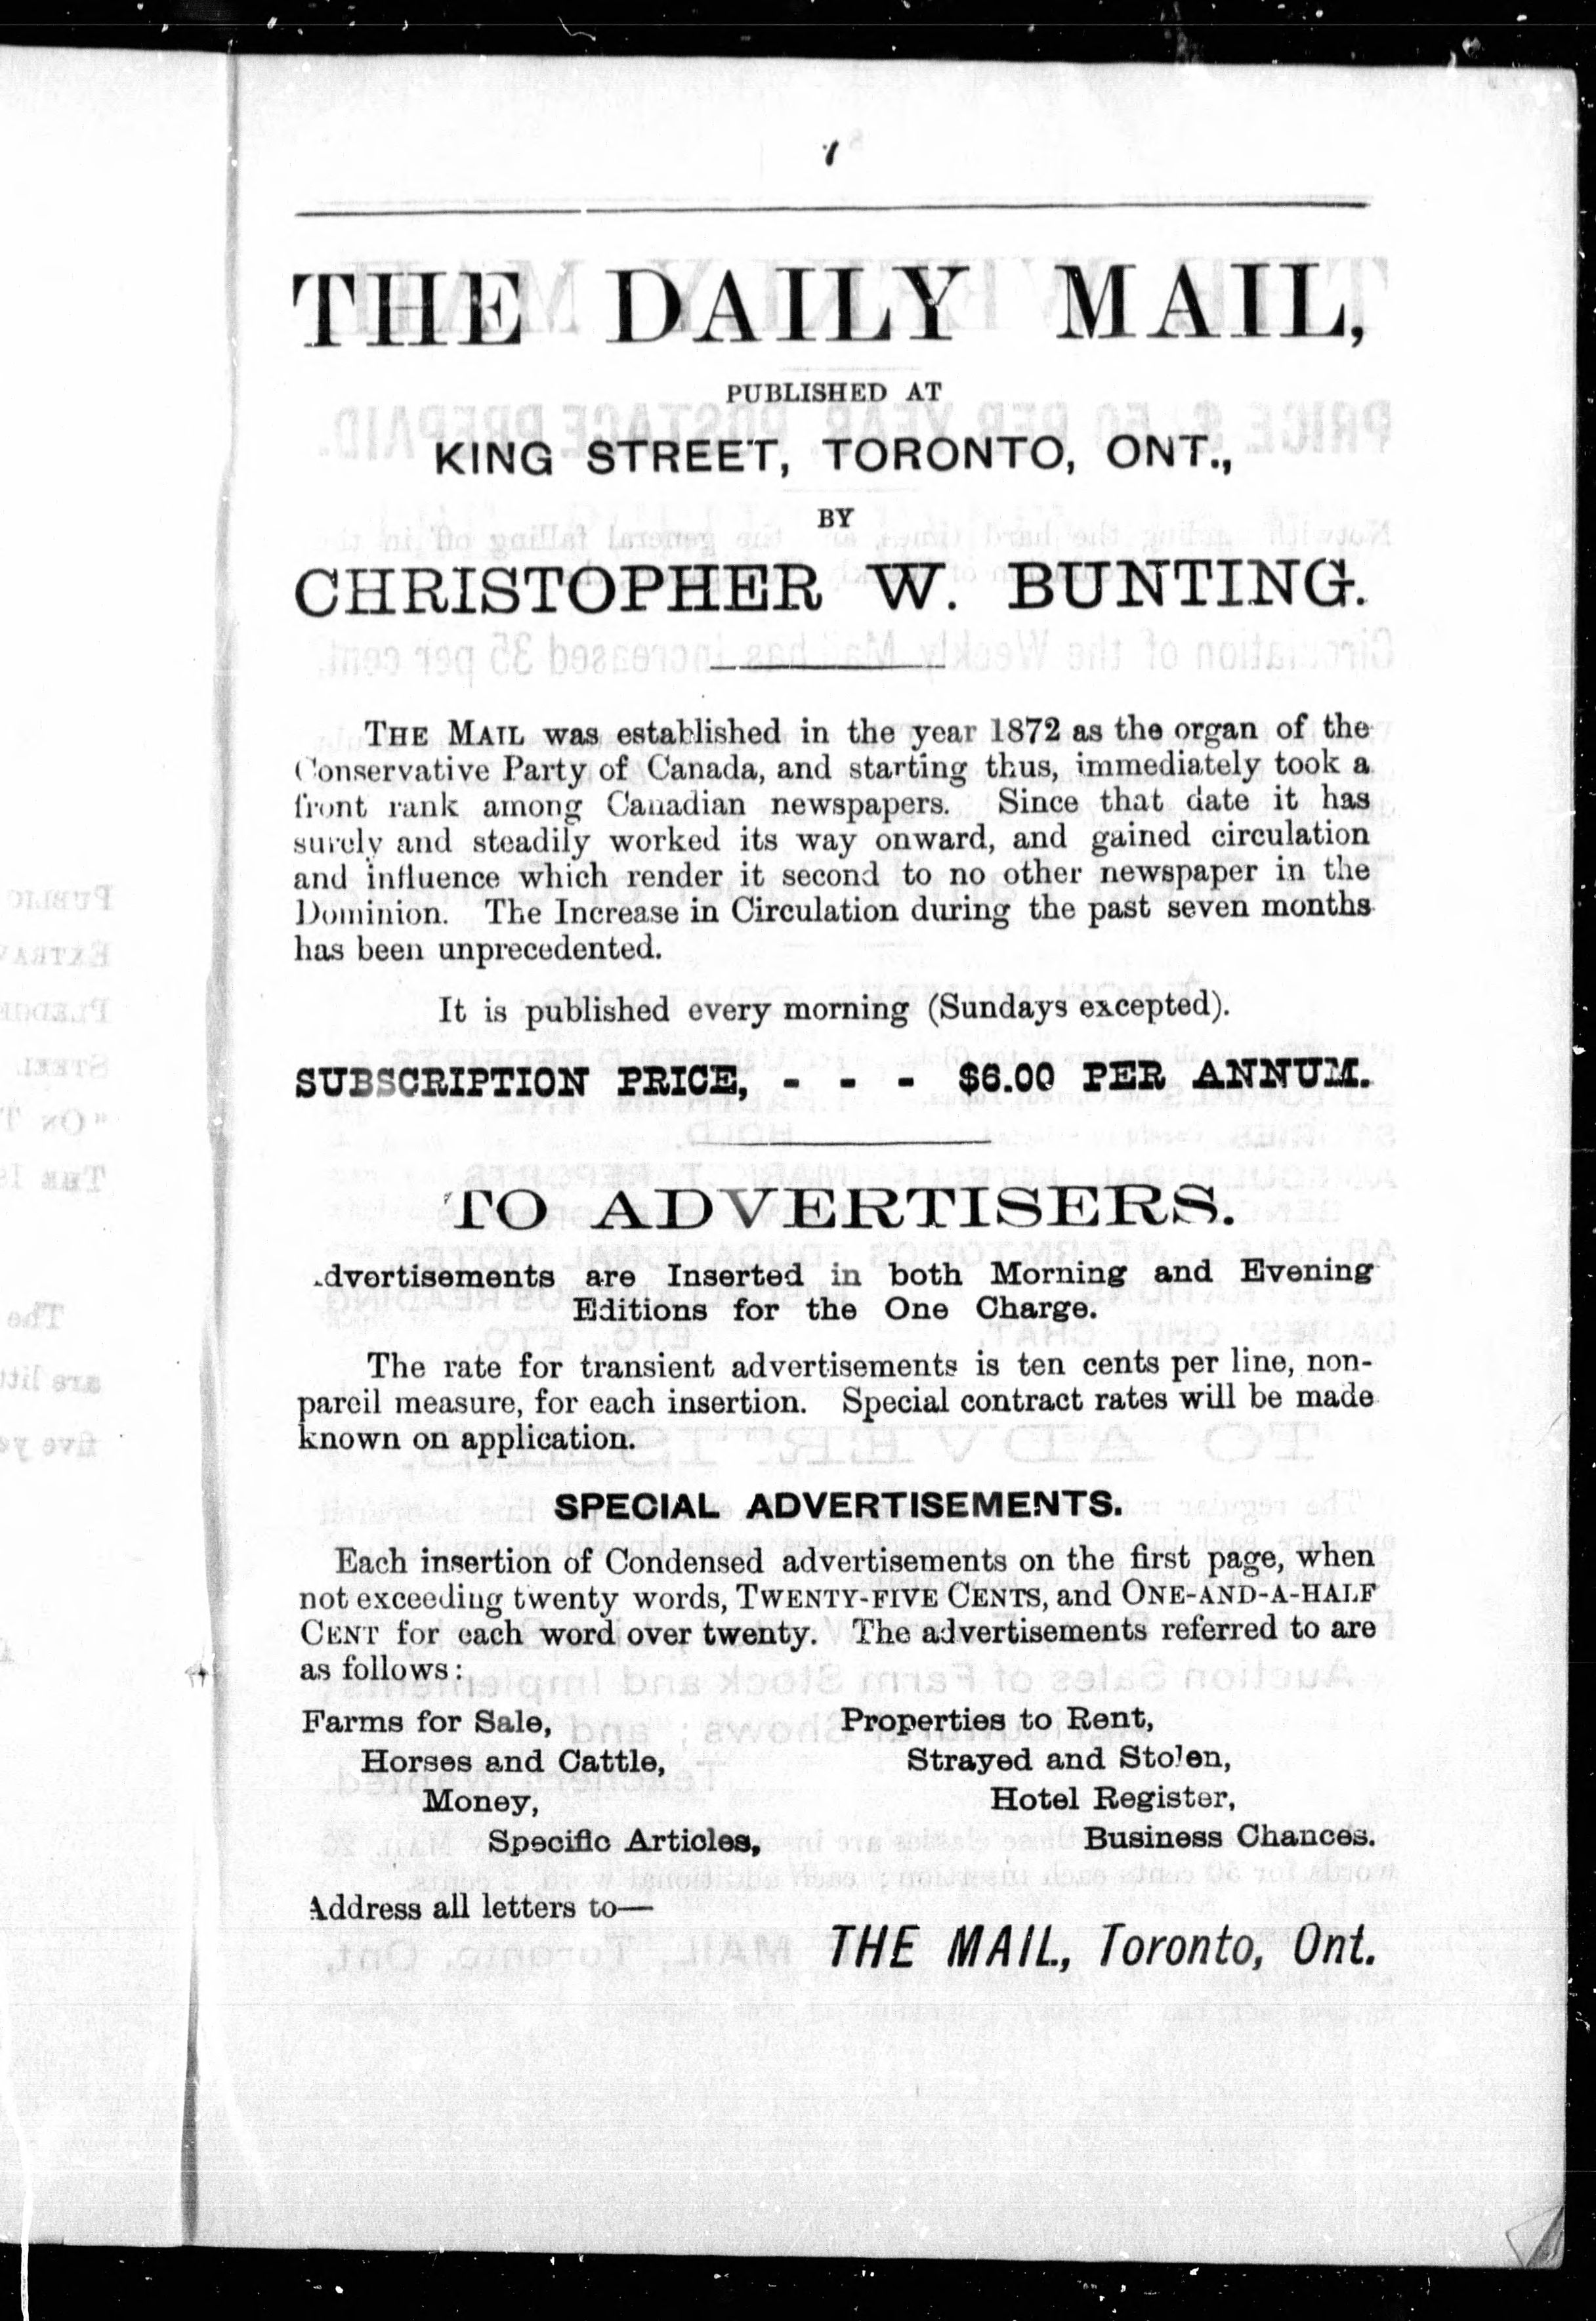 THE DAILY MAIL,
PUBLISHED AT
KING STREET, TORONTO, ONT.,
BY
CHRISTOPHER W. BUNTING.
THE MAIL was established in the year 1872 as the organ of the
Conservative Party of Canada, and starting thus, immediately took a
front rank among Canadian newspapers. Since that date it has
surely and steadily worked its way onward, and gained circulation
and influence which render it second to no other newspaper in the
Dominion. The Increase in Circulation during the past seven months
has been unprecedented.
It is published every morning (Sundays excepted).
SUBSCRIPTION PRICE, - - - $6.00 PER ANNUM.
TO ADVERTISERS.
dvertisements are Inserted in both Morning and Evening
Editions for the One Charge.
The rate for transient advertisements is ten cents per line, non-
pareil measure, for each insertion. Special contract rates will be made
known on application.
SPECIAL ADVERTISEMENTS.
Each insertion of Condensed advertisements on the first page, when
not exceeding twenty words, TWENTY-FIVE CENTS, and ONE-AND-A-HALF
CENT for each word over twenty. The advertisements referred to are
as follows:
Farms for Sale,
Horses and Cattle,
Money,
Specific Articles,
Properties to Rent,
Strayed and Stolen,
Hotel Register,
Business Chances.
Address all letters to—
THE MAIL, Toronto, Ont.